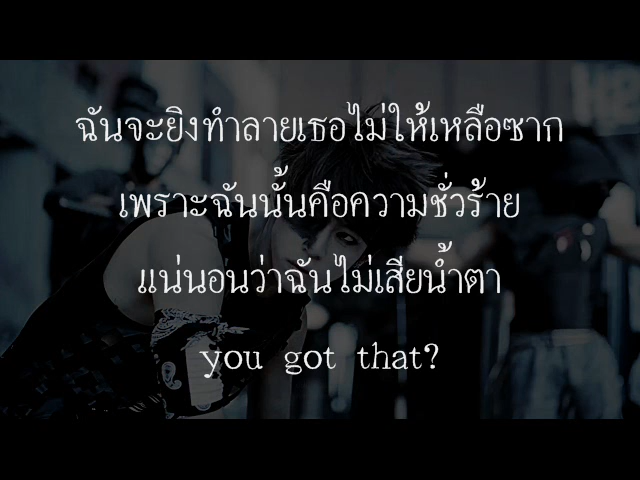 ฉันจะยิงทำลายเธอไม่ให้เหลือซาก
เพราะฉันนั้นคือความชั่วร้าย
แน่นอนว่าฉันไม่เสียน้ำตา
you got that?